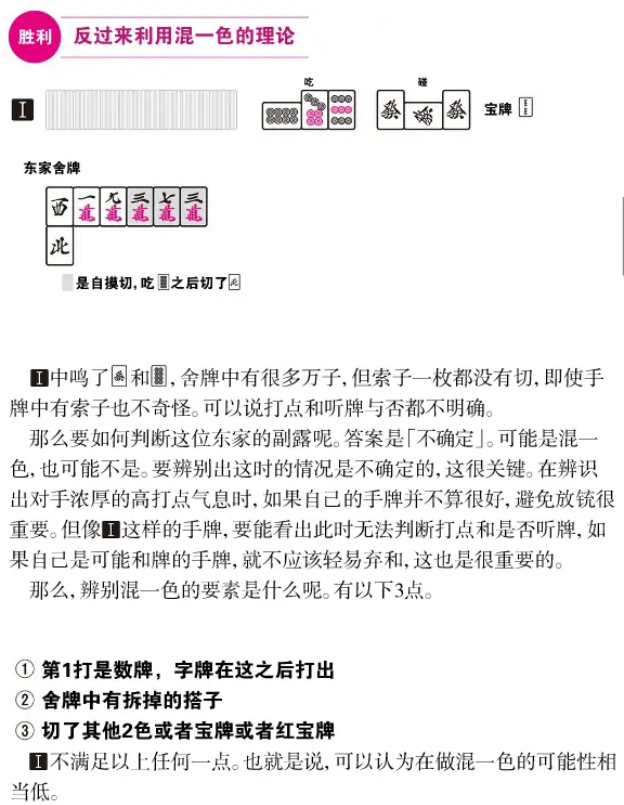 胜利 反过来利用混一色的理论
吃 碰
I 宝牌
东家舍牌
西 一萬 九萬 三萬 七萬 三萬
北
是自摸切,吃 之后切了北
I中鸣了 和 ,舍牌中有很多万子,但索子一枚都没有切,即使手
牌中有索子也不奇怪。可以说打点和听牌与否都不明确。
那么要如何判断这位东家的副露呢。答案是「不确定」。可能是混一
色,也可能不是。要辨别出这时的情况是不确定的,这很关键。在辨识
出对手浓厚的高打点气息时,如果自己的手牌并不算很好,避免放铳很
重要。但像I这样的手牌,要能看出此时无法判断打点和是否听牌,如
果自己是可能和牌的手牌,就不应该轻易弃和,这也是很重要的。
那么,辨别混一色的要素是什么呢。有以下3点。
① 第1打是数牌，字牌在这之后打出
② 舍牌中有拆掉的搭子
③ 切了其他2色或者宝牌或者红宝牌
I不满足以上任何一点。也就是说,可以认为在做混一色的可能性相
当低。